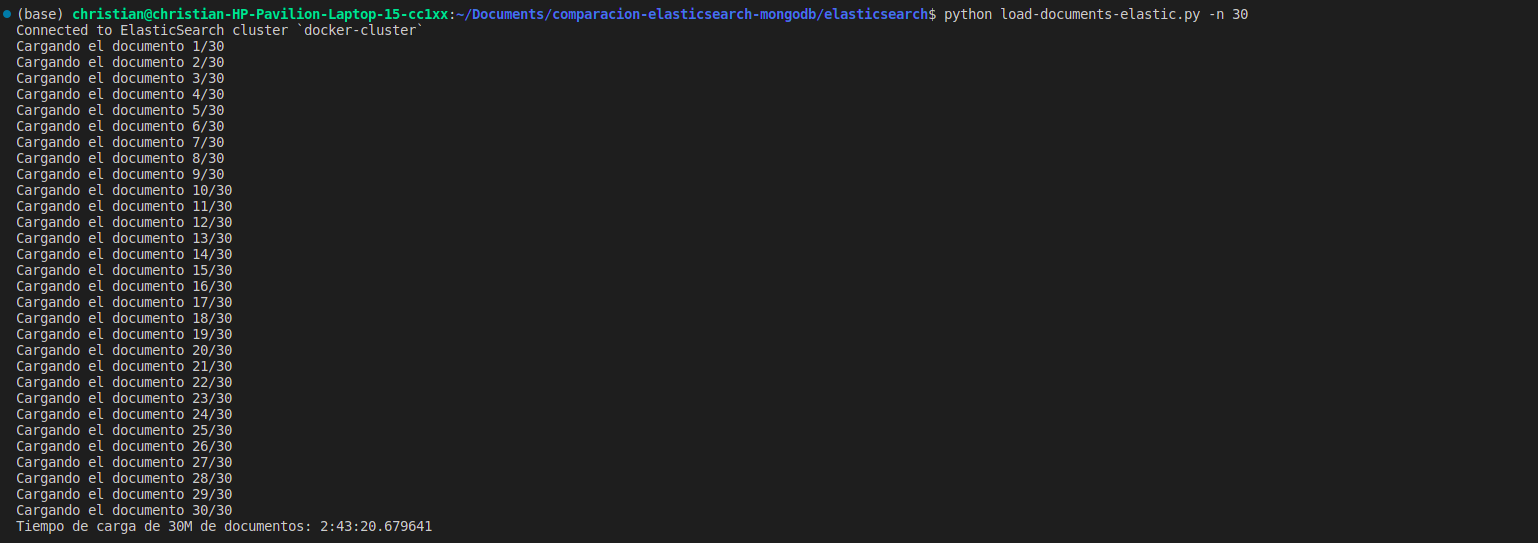 (base) christian@christian-HP-Pavilion-Laptop-15-cc1xx:~/Documents/comparacion-elasticsearch-mongodb/elasticsearch$ python load-documents-elastic.py -n 30
Connected to ElasticSearch cluster `docker-cluster`
Cargando el documento 1/30
Cargando el documento 2/30
Cargando el documento 3/30
Cargando el documento 4/30
Cargando el documento 5/30
Cargando el documento 6/30
Cargando el documento 7/30
Cargando el documento 8/30
Cargando el documento 9/30
Cargando el documento 10/30
Cargando el documento 11/30
Cargando el documento 12/30
Cargando el documento 13/30
Cargando el documento 14/30
Cargando el documento 15/30
Cargando el documento 16/30
Cargando el documento 17/30
Cargando el documento 18/30
Cargando el documento 19/30
Cargando el documento 20/30
Cargando el documento 21/30
Cargando el documento 22/30
Cargando el documento 23/30
Cargando el documento 24/30
Cargando el documento 25/30
Cargando el documento 26/30
Cargando el documento 27/30
Cargando el documento 28/30
Cargando el documento 29/30
Cargando el documento 30/30
Tiempo de carga de 30M de documentos: 2:43:20.679641